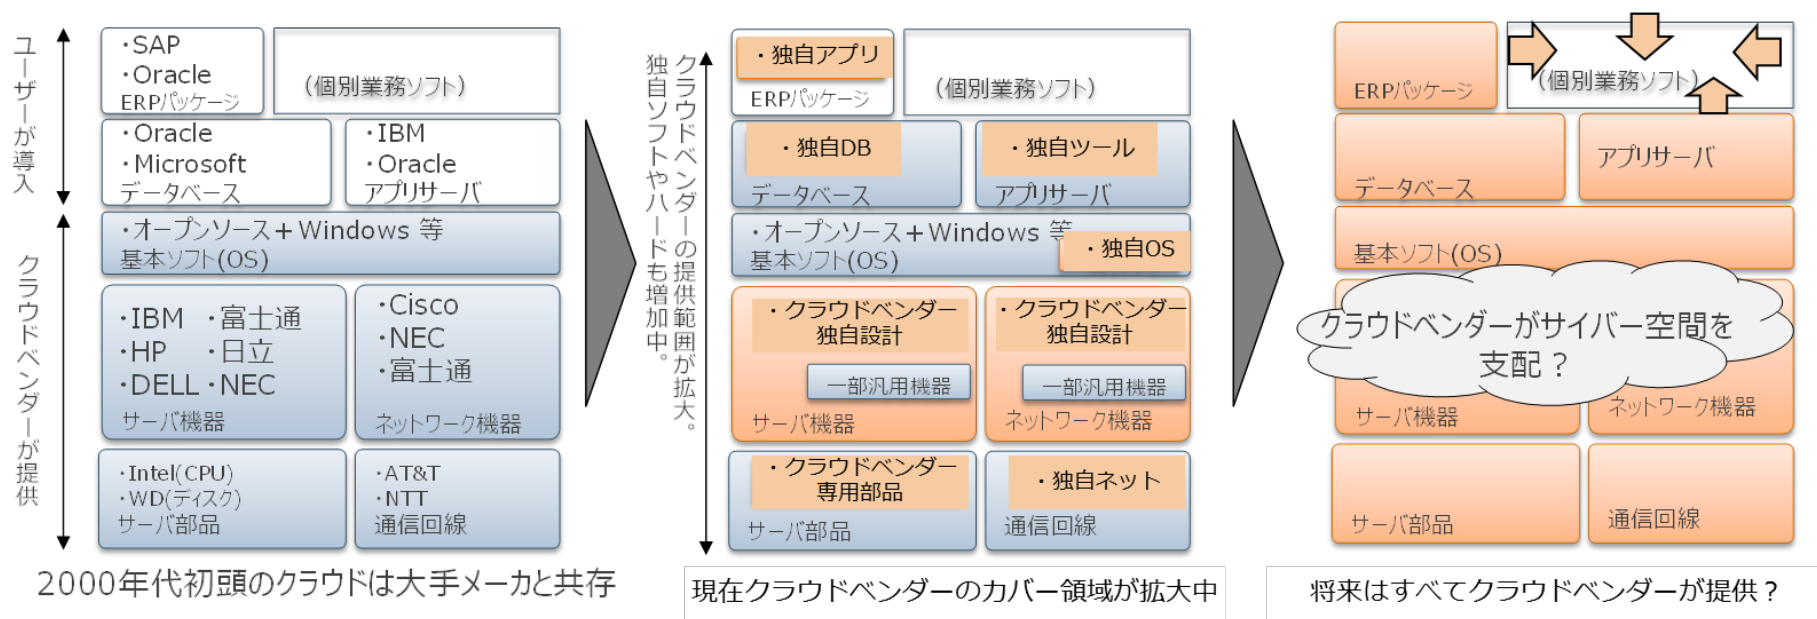 ユーザーが導入
クラウドベンダーが提供
・SAP
・Oracle
ERPパッケージ
（個別業務ソフト）
・Oracle
・Microsoft
データベース
・IBM
・Oracle
アプリサーバ
・オープンソース＋Windows 等
基本ソフト(OS)
・IBM ・富士通
・HP ・日立
・DELL ・NEC
サーバ機器
・Cisco
・NEC
・富士通
ネットワーク機器
・Intel(CPU)
・WD(ディスク)
サーバ部品
・AT&T
・NTT
通信回線
2000年代初頭のクラウドは大手メーカと共存
クラウドベンダーの提供範囲が拡大。
独自ソフトやハードも増加中。
・独自アプリ
ERPパッケージ
（個別業務ソフト）
・独自DB
データベース
・独自ツール
アプリサーバ
・オープンソース＋Windows 等
基本ソフト(OS)
・独自OS
・クラウドベンダー
独自設計
一部汎用機器
サーバ機器
・クラウドベンダー
独自設計
一部汎用機器
ネットワーク機器
・クラウドベンダー
専用部品
サーバ部品
・独自ネット
通信回線
現在クラウドベンダーのカバー領域が拡大中
ERPパッケージ
（個別業務ソフト）
データベース
アプリサーバ
基本ソフト(OS)
クラウドベンダーがサイバー空間を
支配？
サーバ機器
ネットワーク機器
サーバ部品
通信回線
将来はすべてクラウドベンダーが提供？